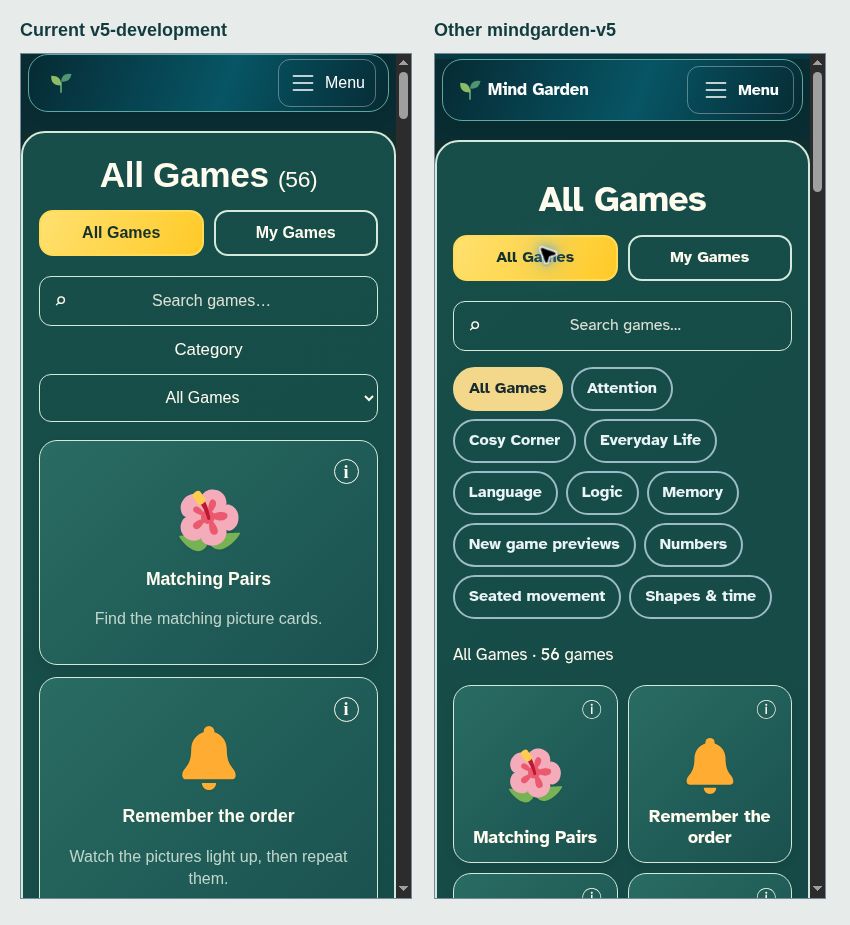 Current v5-development
Menu
All Games (56)
All Games
My Games
Search games…
Category
All Games
i
Matching Pairs
Find the matching picture cards.
i
Remember the order
Watch the pictures light up, then repeat
them.
Other mindgarden-v5
Mind Garden
Menu
All Games
All Games
My Games
Search games…
All Games
Attention
Cosy Corner
Everyday Life
Language
Logic
Memory
New game previews
Numbers
Seated movement
Shapes & time
All Games · 56 games
i
Matching Pairs
i
Remember the
order
i
i